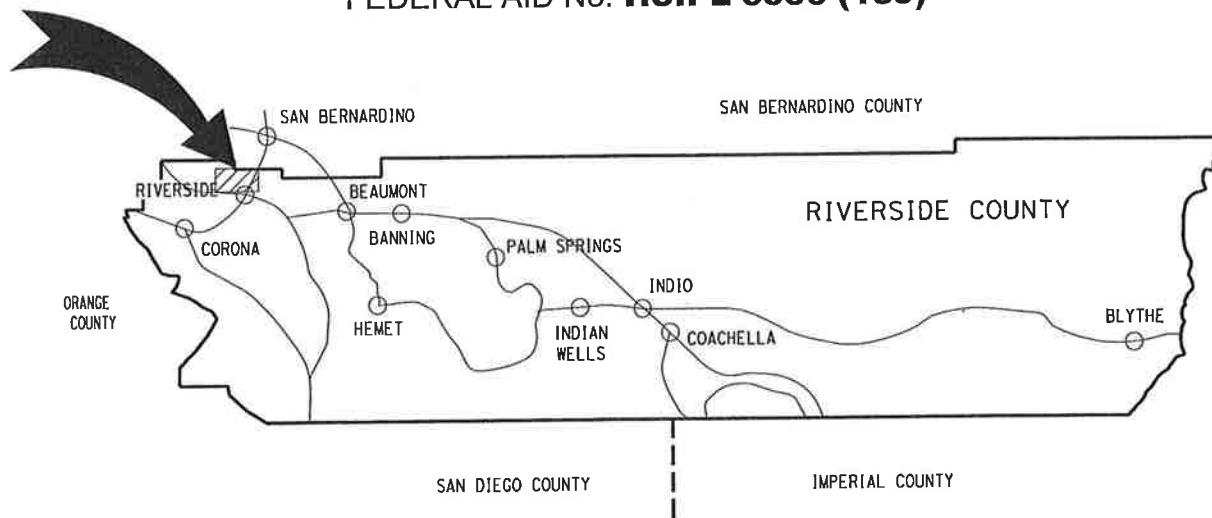 SAN BERNARDINO
SAN BERNARDINO COUNTY
RIVERSIDE
BEAUMONT
RIVERSIDE COUNTY
CORONA
BANNING
PALM SPRINGS
ORANGE
COUNTY
INDIO
HEMET
INDIAN
WELLS
COACHELLA
BLYTHE
SAN DIEGO COUNTY
IMPERIAL COUNTY